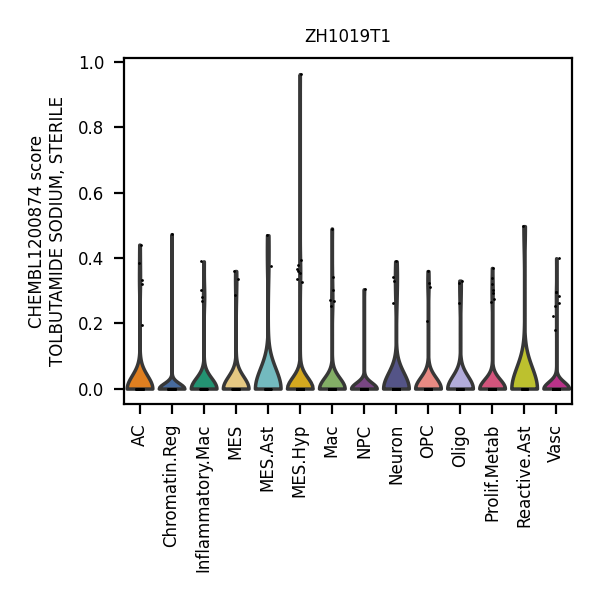 ZH1019T1
CHEMBL1200874 score
TOLBUTAMIDE SODIUM, STERILE
1.0
0.8
0.6
0.4
0.2
0.0
AC
Chromatin.Reg
Inflammatory.Mac
MES
MES.Ast
MES.Hyp
Mac
NPC
Neuron
OPC
Oligo
Prolif.Metab
Reactive.Ast
Vasc